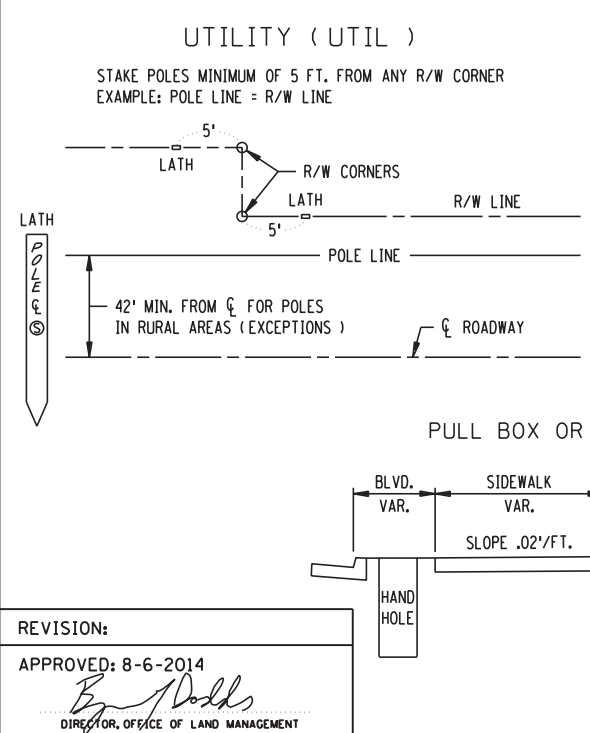 UTILITY ( UTIL )
STAKE POLES MINIMUM OF 5 FT. FROM ANY R/W CORNER
EXAMPLE: POLE LINE = R/W LINE
5'
LATH
R/W CORNERS
LATH
R/W LINE
5'
LATH
POLE ℄ Ⓢ
POLE LINE
42' MIN. FROM ℄ FOR POLES
IN RURAL AREAS ( EXCEPTIONS )
℄ ROADWAY
PULL BOX OR
BLVD.
VAR.
SIDEWALK
VAR.
SLOPE .02'/FT.
HAND
HOLE
REVISION:
APPROVED: 8-6-2014
DIRECTOR, OFFICE OF LAND MANAGEMENT